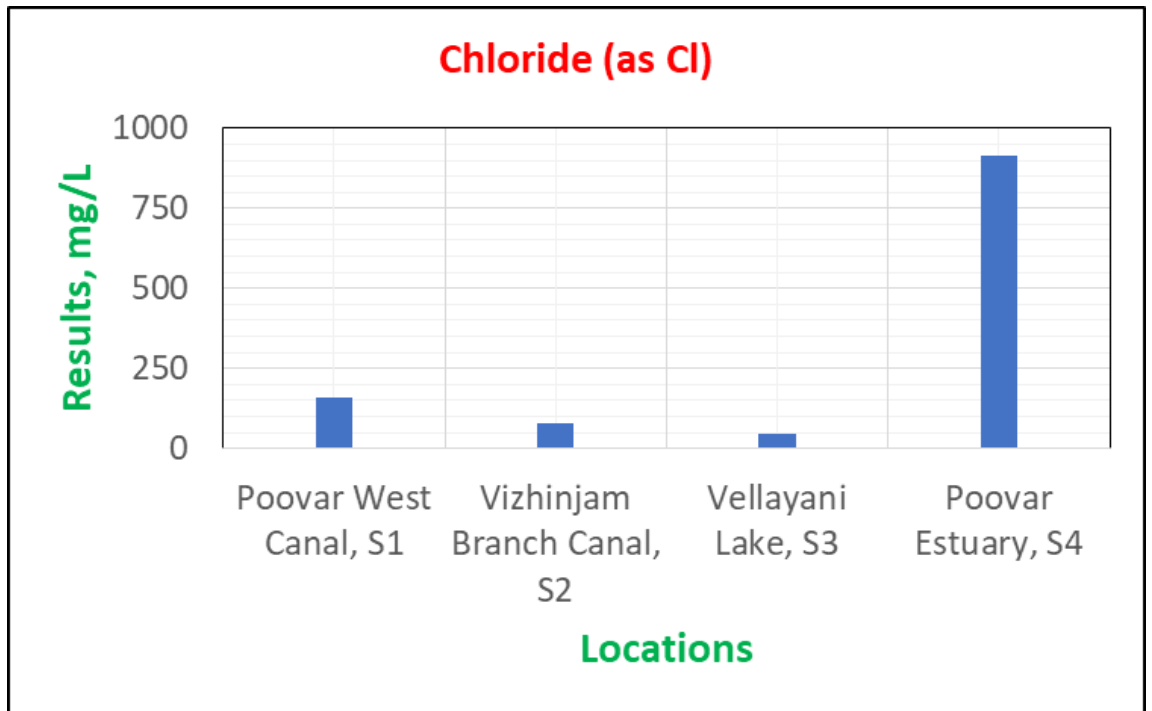 Chloride (as Cl)
Results, mg/L
1000
750
500
250
0
Poovar West
Canal, S1
Vizhinjam
Branch Canal,
S2
Vellayani
Lake, S3
Poovar
Estuary, S4
Locations